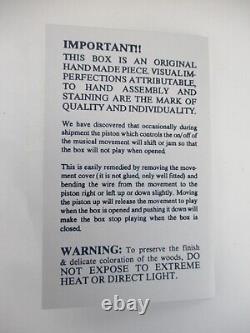 IMPORTANT!!
THIS BOX IS AN ORIGINAL
HAND MADE PIECE. VISUAL IM-
PERFECTIONS ATTRIBUTABLE,
TO HAND ASSEMBLY AND
STAINING ARE THE MARK OF
QUALITY AND INDIVIDUALITY.
We have discovered that occasionally during
shipment the piston which controls the on/off of
the musical movement will shift or jam so that
the box will not play when opened.
This is easily remedied by removing the move-
ment cover (it is not glued, only well fitted) and
bending the wire from the movement to the
piston right or left up or down slightly. Moving
piston up will release the movement to play
when the box is opened and pushing it down will
make the box stop playing when the box is
closed.
WARNING: To preserve the finish
& delicate coloration of the woods, DO
NOT EXPOSE TO EXTREME
HEAT OR DIRECT LIGHT.